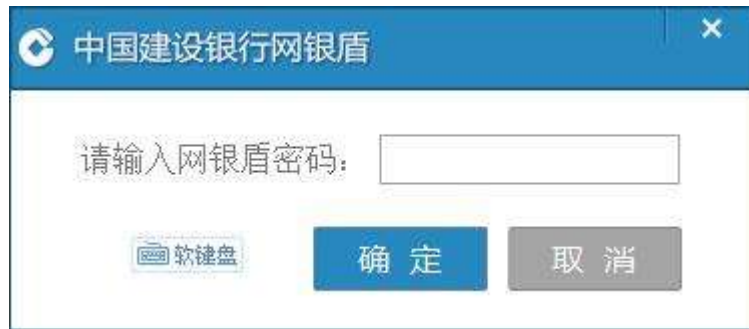 中国建设银行网银盾
请输入网银盾密码：
软键盘
确 定
取 消